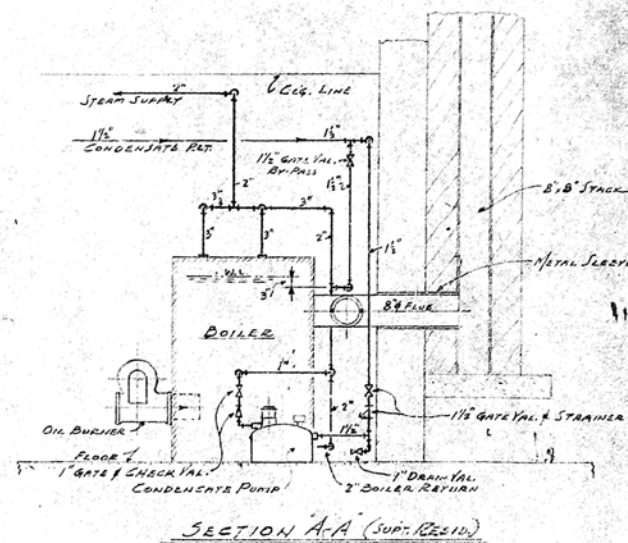 2"
STEAM SUPPLY
CLG. LINE
1½"
CONDENSATE RET.
1½"
1½" GATE VAL.
BY-PASS
1½"
2"
3"
3"
3"
3"
2"
1½"
8"x8" STACK
METAL SLEEVE
W.L.
3"
8"φ FLUE
BOILER
1"
2"
1½"
OIL BURNER
FLOOR
1" GATE & CHECK VAL.
CONDENSATE PUMP
1½" GATE VAL. & STRAINER
1" DRAIN VAL.
2" BOILER RETURN
SECTION "A-A" (SUPT. RESID.)